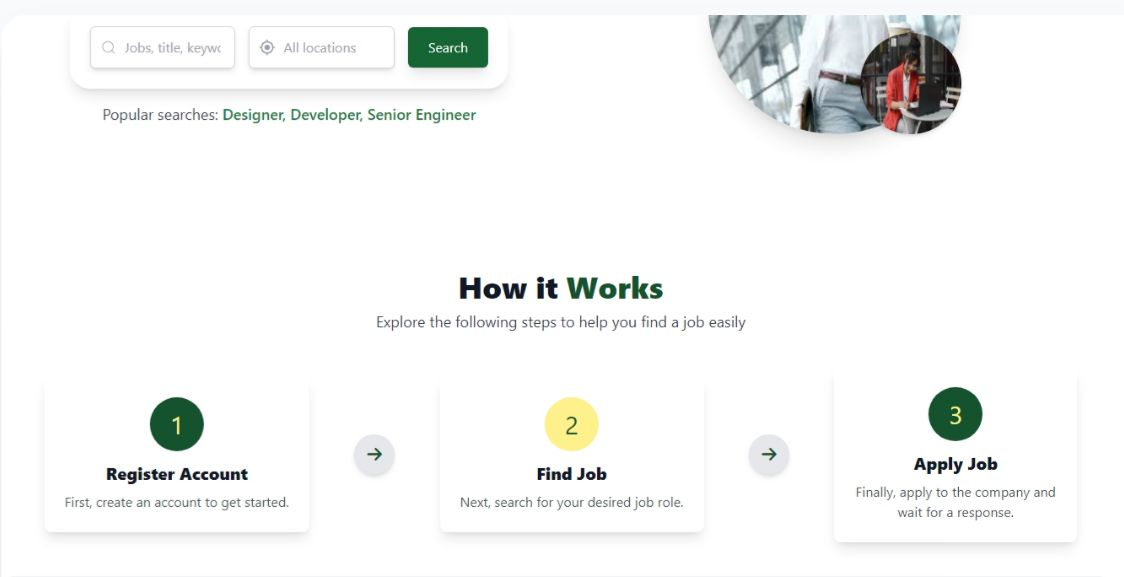 Jobs, title, keywo
All locations
Search
Popular searches: Designer, Developer, Senior Engineer
How it Works
Explore the following steps to help you find a job easily
1
Register Account
First, create an account to get started.
2
Find Job
Next, search for your desired job role.
3
Apply Job
Finally, apply to the company and
wait for a response.